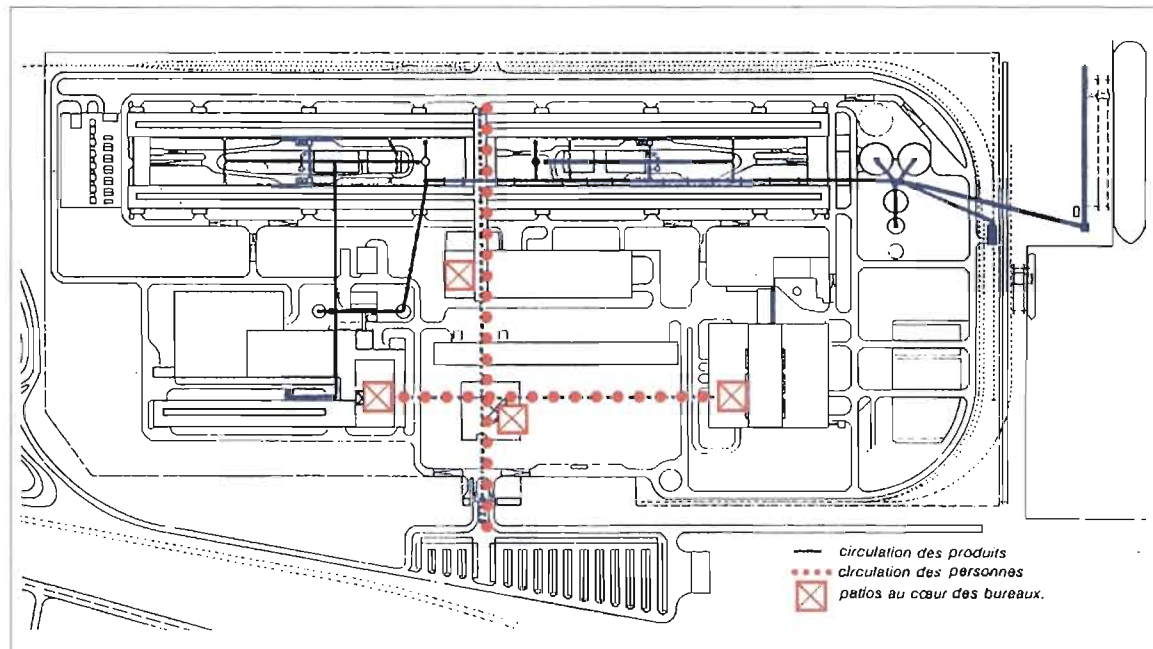 circulation des produits
circulation des personnes
patios au cœur des bureaux.